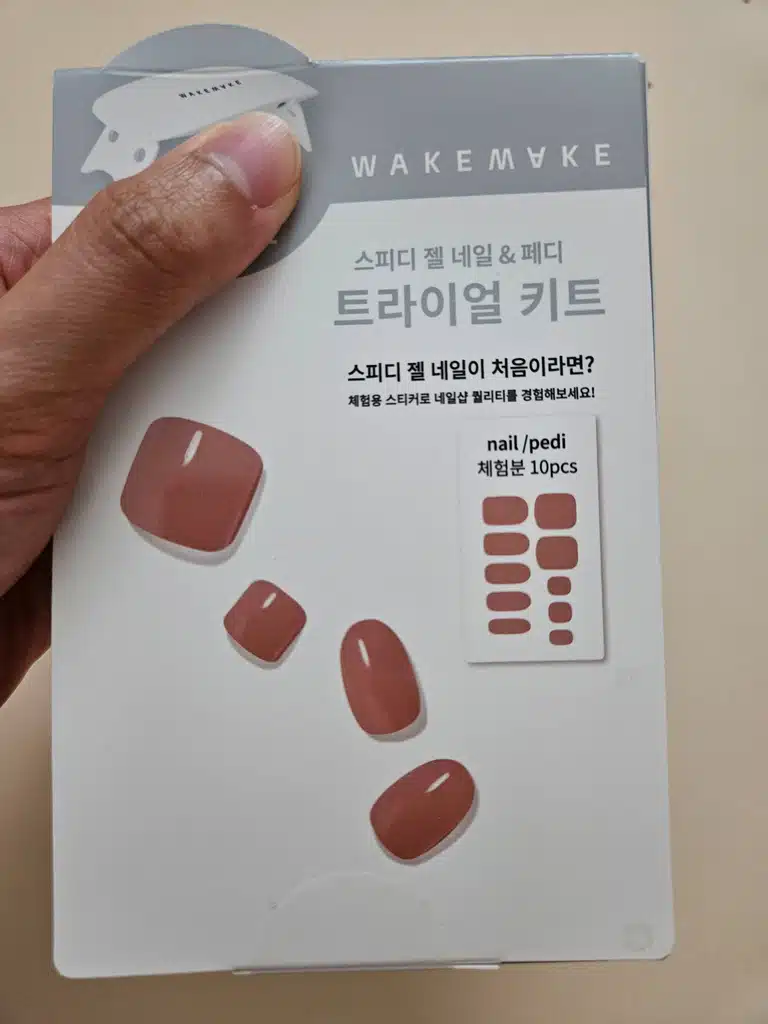 WAKEMAKE
WAKEMAKE
스피디 젤 네일 & 페디
트라이얼 키트
스피디 젤 네일이 처음이라면?
체험용 스티커로 네일샵 퀄리티를 경험해보세요!
nail/pedi
체험분 10pcs